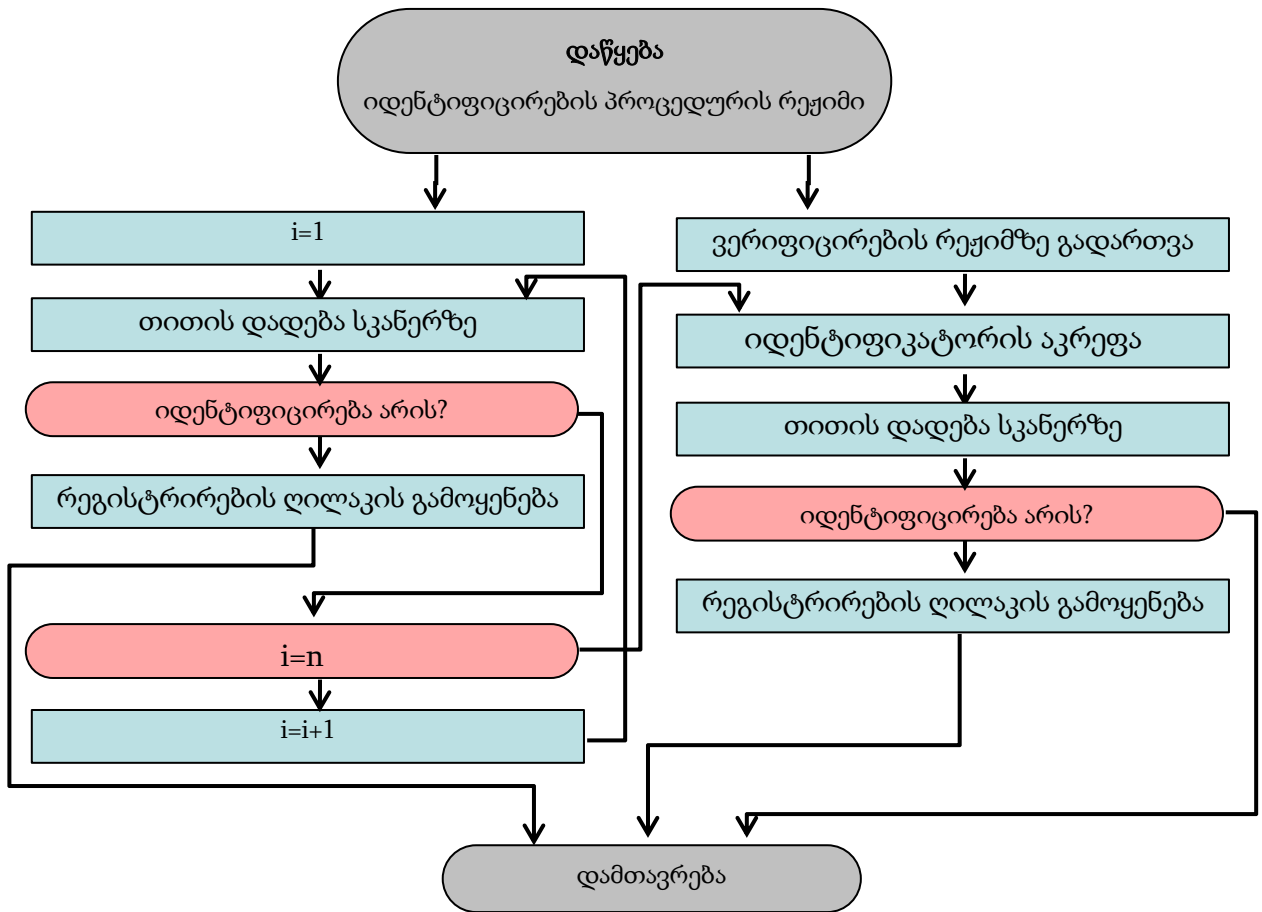 დაწყება
იდენტიფიცირების პროცედურის რეჟიმი
i=1
თითის დადება სკანერზე
იდენტიფიცირება არის?
რეგისტრირების ღილაკის გამოყენება
i=n
i=i+1
ვერიფიცირების რეჟიმზე გადართვა
იდენტიფიკატორის აკრეფა
თითის დადება სკანერზე
იდენტიფიცირება არის?
რეგისტრირების ღილაკის გამოყენება
დამთავრება